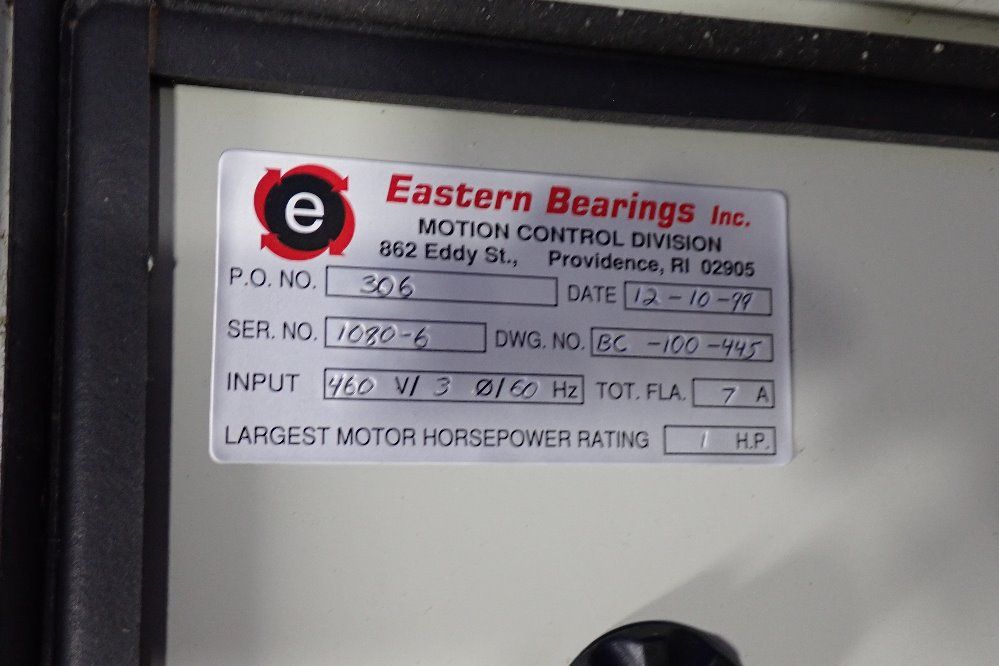 e
Eastern Bearings Inc.
MOTION CONTROL DIVISION
862 Eddy St., Providence, RI 02905
P.O. NO. 306 DATE 12-10-99
SER. NO. 1080-6 DWG. NO. BC -100-445
INPUT 460 V/ 3 Ø/60 Hz TOT. FLA. 7 A
LARGEST MOTOR HORSEPOWER RATING 1 H.P.